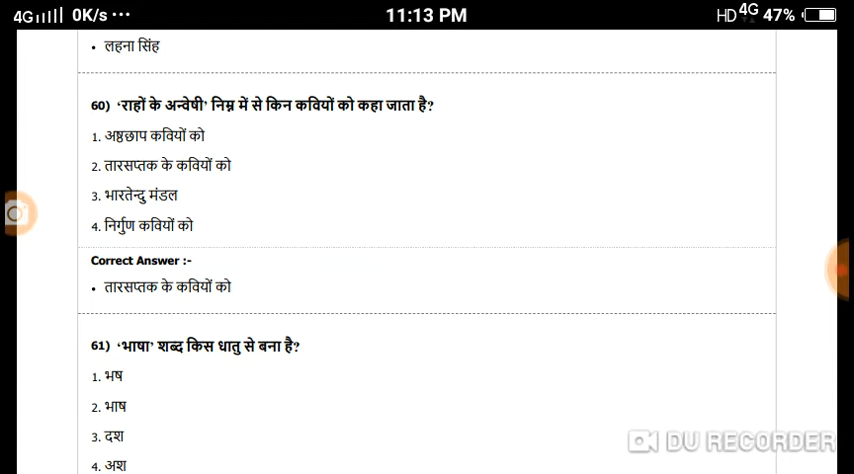 4G 0K/s ••• 11:13 PM HD 4G 47%
• लहना सिंह
60) ‘राहों के अन्वेषी’ निम्न में से किन कवियों को कहा जाता है?
1. अष्ठछाप कवियों को
2. तारसप्तक के कवियों को
3. भारतेन्दु मंडल
4. निर्गुण कवियों को
Correct Answer :-
• तारसप्तक के कवियों को
61) ‘भाषा’ शब्द किस धातु से बना है?
1. भष
2. भाष
3. दश
4. अश
DU RECORDER